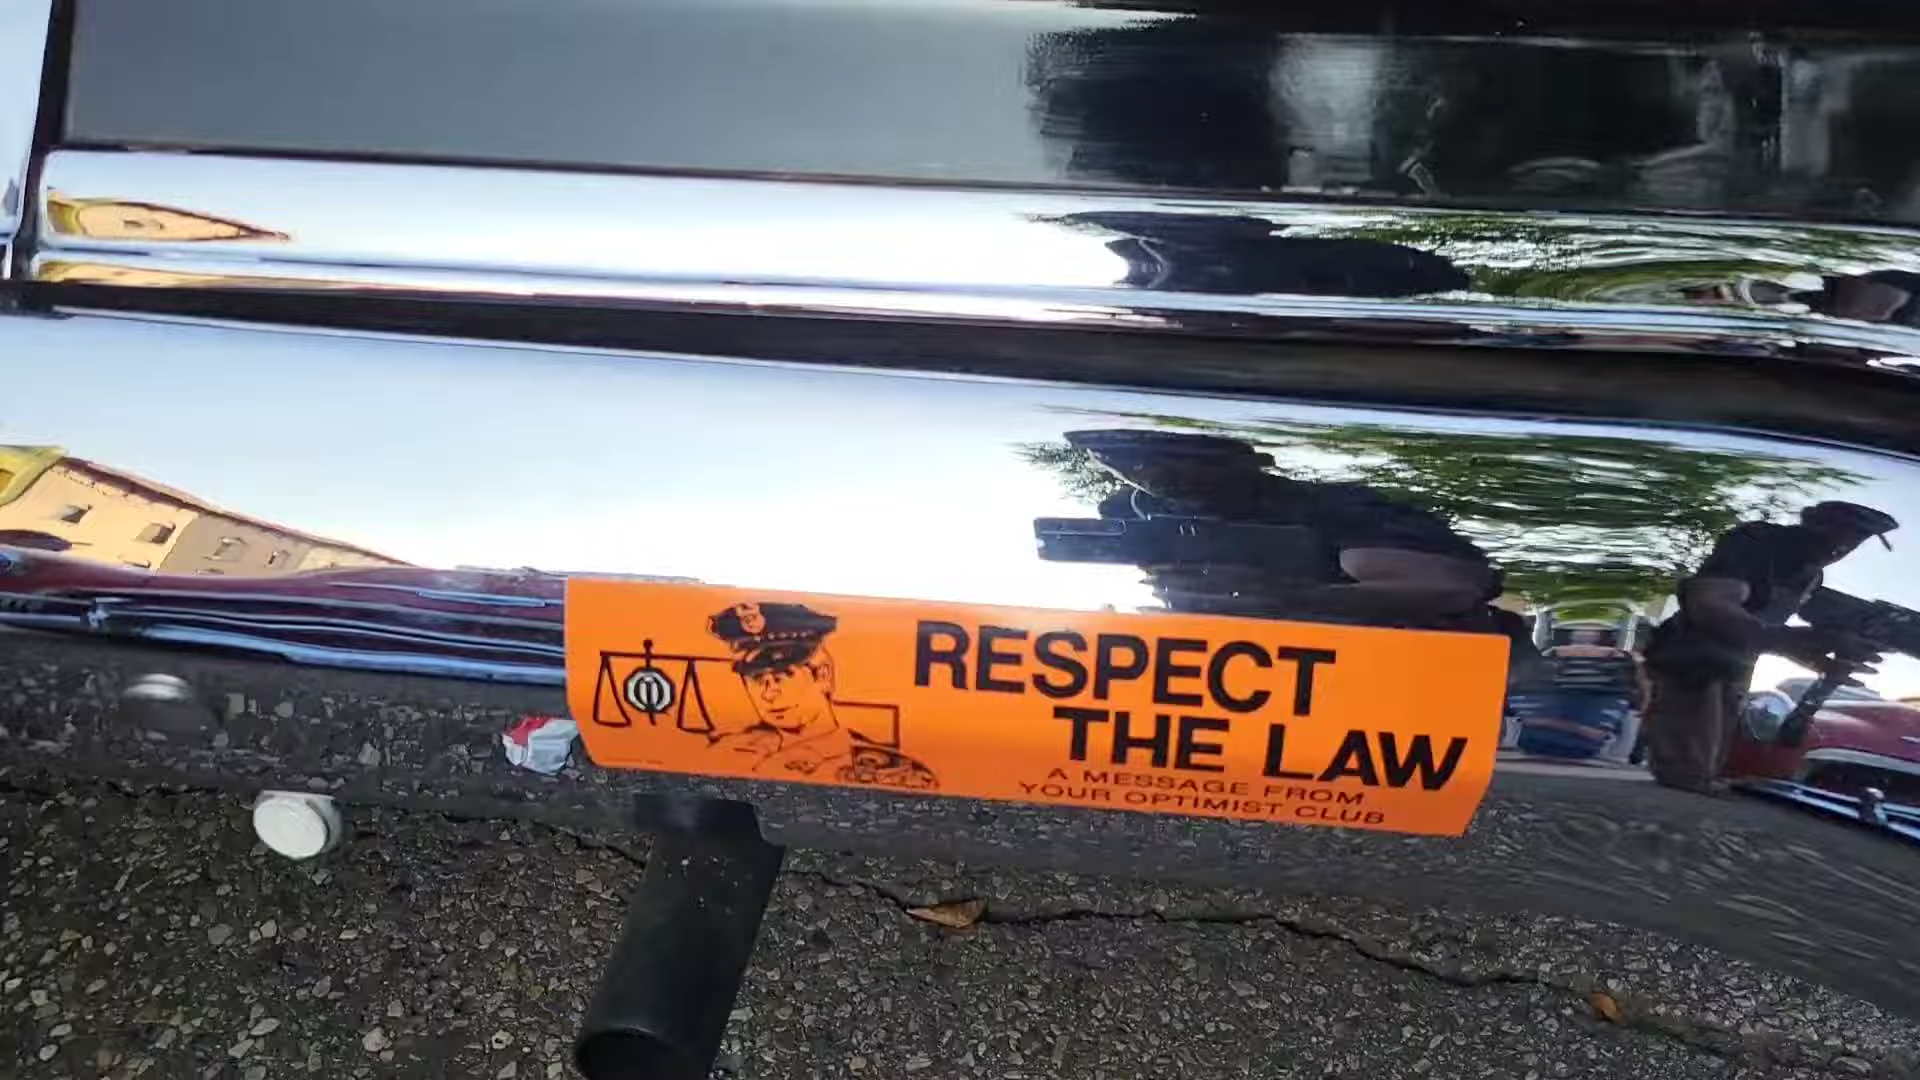 RESPECT
THE LAW
A MESSAGE FROM
YOUR OPTIMIST CLUB